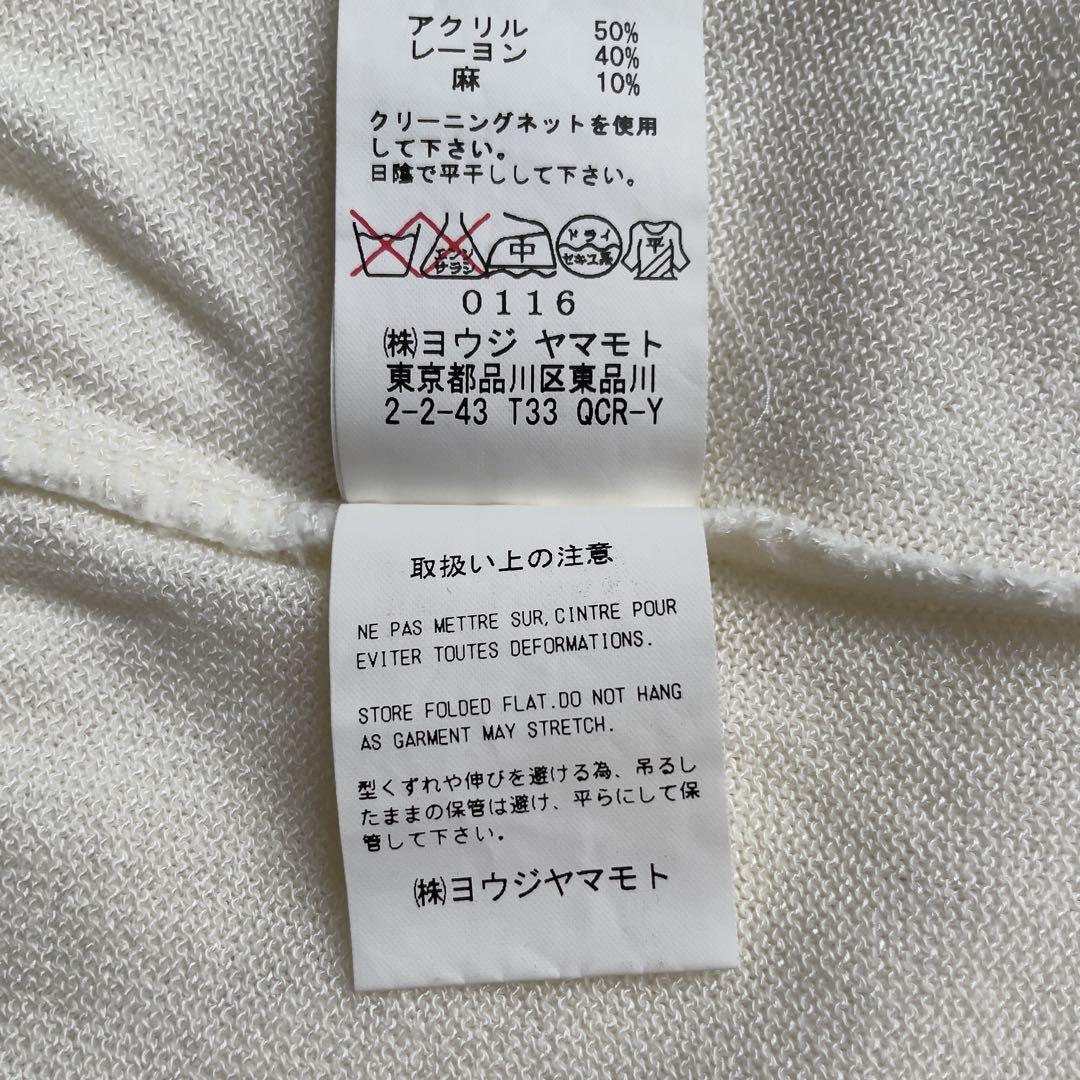 アクリル 50%
レーヨン 40%
麻 10%
クリーニングネットを使用
して下さい。
日陰で平干しして下さい。
エンソ
サラシ
中
ドライ
セキユ系
平
0116
㈱ヨウジ ヤマモト
東京都品川区東品川
2-2-43 T33 QCR-Y
取扱い上の注意
NE PAS METTRE SUR,CINTRE POUR
EVITER TOUTES DEFORMATIONS.
STORE FOLDED FLAT.DO NOT HANG
AS GARMENT MAY STRETCH.
型くずれや伸びを避ける為、吊るし
たままの保管は避け、平らにして保
管して下さい。
㈱ヨウジヤマモト